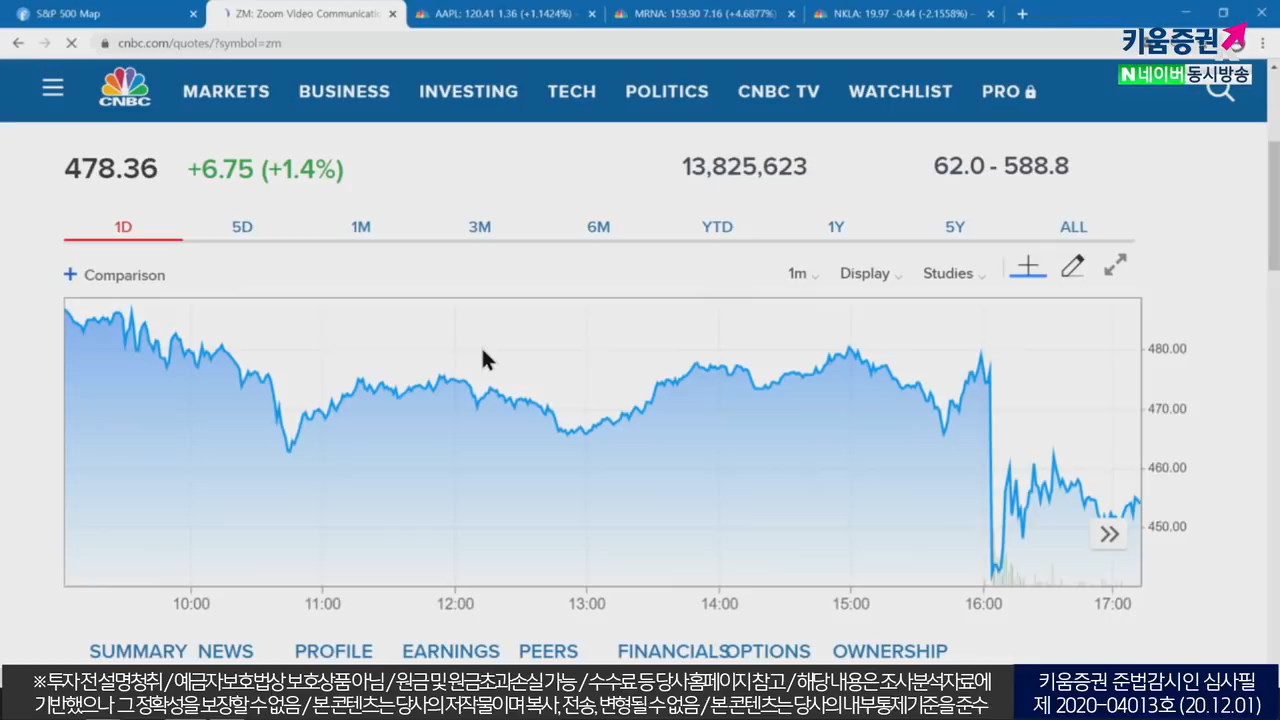 S&P 500 Map
ZM: Zoom Video Communicatio
AAPL: 120.41 1.36 (+1.1424%) -
MRNA: 159.90 7.16 (+4.6877%)
NKLA: 19.97 -0.44 (-2.1558%) -
cnbc.com/quotes/?symbol=zm
키움증권
N 네이버 동시방송
CNBC
MARKETS BUSINESS INVESTING TECH POLITICS CNBC TV WATCHLIST PRO
478.36 +6.75 (+1.4%) 13,825,623 62.0 - 588.8
1D 5D 1M 3M 6M YTD 1Y 5Y ALL
+ Comparison 1m Display Studies
480.00
470.00
460.00
450.00
10:00 11:00 12:00 13:00 14:00 15:00 16:00 17:00
SUMMARY NEWS PROFILE EARNINGS PEERS FINANCIALS OPTIONS OWNERSHIP
※ 투자 전 설명청취 / 예금자보호법상 보호상품 아님 / 원금 및 원금초과손실 가능 / 수수료 등 당사홈페이지 참고 / 해당 내용은 조사분석자료에
기반했으나 그 정확성을 보장할 수 없음 / 본 콘텐츠는 당사의 저작물이며 복사, 전송, 변형될 수 없음 / 본 콘텐츠는 당사의 내부통제기준을 준수
키움증권 준법감시인 심사필
제 2020-04013호 (20.12.01)